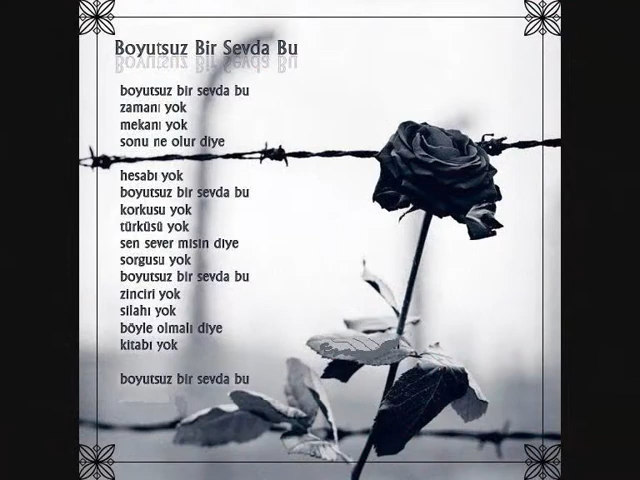 Boyutsuz Bir Sevda Bu
boyutsuz bir sevda bu
zamanı yok
mekanı yok
sonu ne olur diye
hesabı yok
boyutsuz bir sevda bu
korkusu yok
türküsü yok
sen sever misin diye
sorgusu yok
boyutsuz bir sevda bu
zinciri yok
silahı yok
böyle olmalı diye
kitabı yok
boyutsuz bir sevda bu